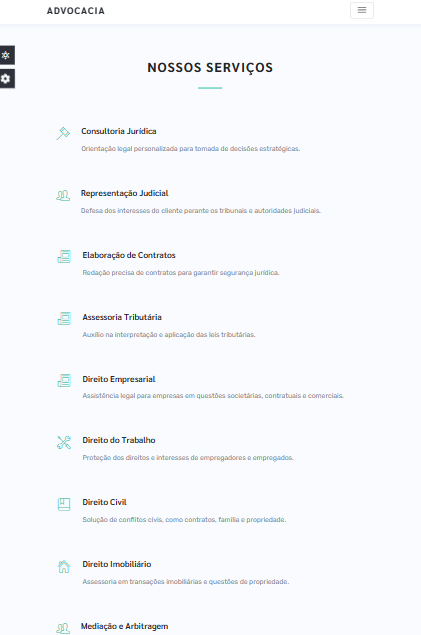 ADVOCACIA
NOSSOS SERVIÇOS
Consultoria Jurídica
Orientação legal personalizada para tomada de decisões estratégicas.
Representação Judicial
Defesa dos interesses do cliente perante os tribunais e autoridades judiciais.
Elaboração de Contratos
Redação precisa de contratos para garantir segurança jurídica.
Assessoria Tributária
Auxílio na interpretação e aplicação das leis tributárias.
Direito Empresarial
Assistência legal para empresas em questões societárias, contratuais e comerciais.
Direito do Trabalho
Proteção dos direitos e interesses de empregadores e empregados.
Direito Civil
Solução de conflitos civis, como contratos, família e propriedade.
Direito Imobiliário
Assessoria em transações imobiliárias e questões de propriedade.
Mediação e Arbitragem